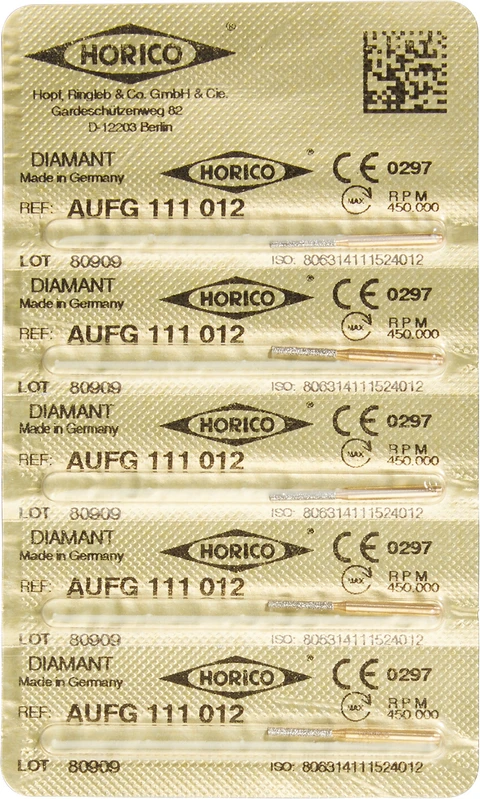 HORICO ®
Hopf, Ringleb & Co. GmbH & Cie.
Gardeschützenweg 82
D-12203 Berlin
DIAMANT HORICO ® CE 0297
Made in Germany
MAX RPM 450.000
REF: AUFG 111 012
LOT 80909 ISO: 806314111524012
DIAMANT HORICO ® CE 0297
Made in Germany
MAX RPM 450.000
REF: AUFG 111 012
LOT 80909 ISO: 806314111524012
DIAMANT HORICO ® CE 0297
Made in Germany
MAX RPM 450.000
REF: AUFG 111 012
LOT 80909 ISO: 806314111524012
DIAMANT HORICO ® CE 0297
Made in Germany
MAX RPM 450.000
REF: AUFG 111 012
LOT 80909 ISO: 806314111524012
DIAMANT HORICO ® CE 0297
Made in Germany
MAX RPM 450.000
REF: AUFG 111 012
LOT 80909 ISO: 806314111524012